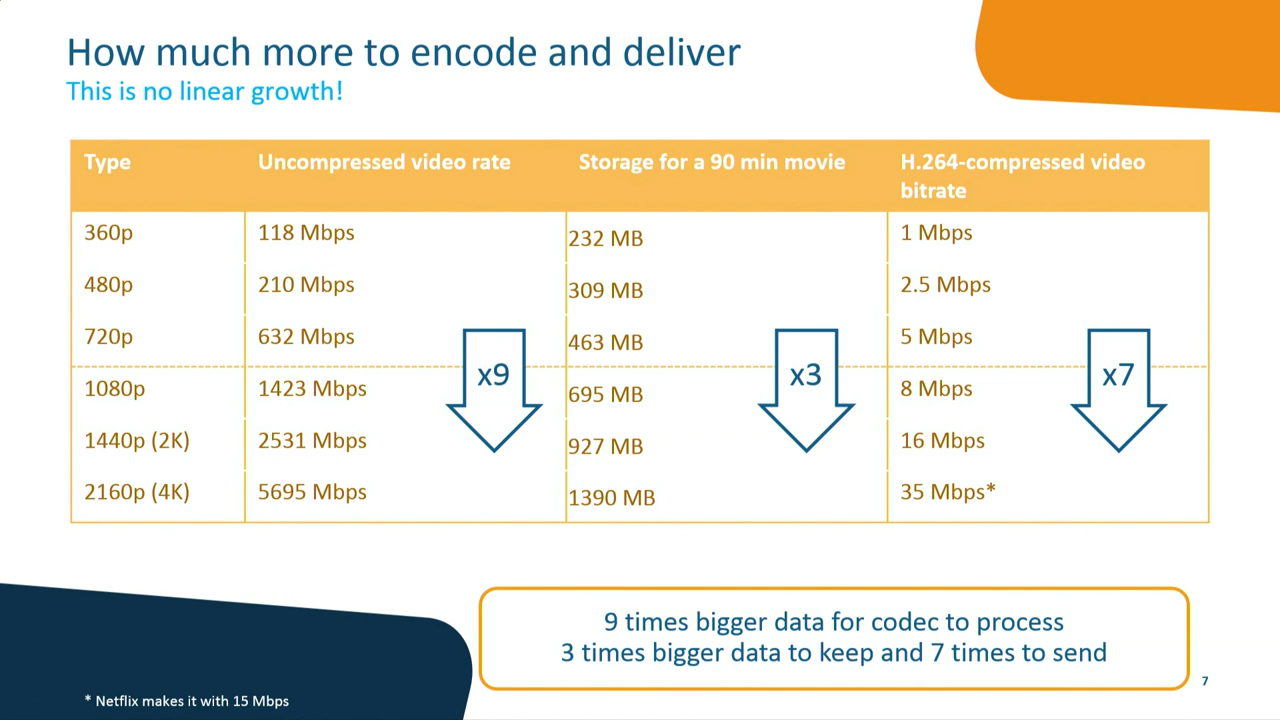 How much more to encode and deliver
This is no linear growth!
Type Uncompressed video rate Storage for a 90 min movie H.264-compressed video bitrate
360p 118 Mbps 232 MB 1 Mbps
480p 210 Mbps 309 MB 2.5 Mbps
720p 632 Mbps 463 MB 5 Mbps
x9 x3 x7
1080p 1423 Mbps 695 MB 8 Mbps
1440p (2K) 2531 Mbps 927 MB 16 Mbps
2160p (4K) 5695 Mbps 1390 MB 35 Mbps*
9 times bigger data for codec to process
3 times bigger data to keep and 7 times to send
* Netflix makes it with 15 Mbps
7